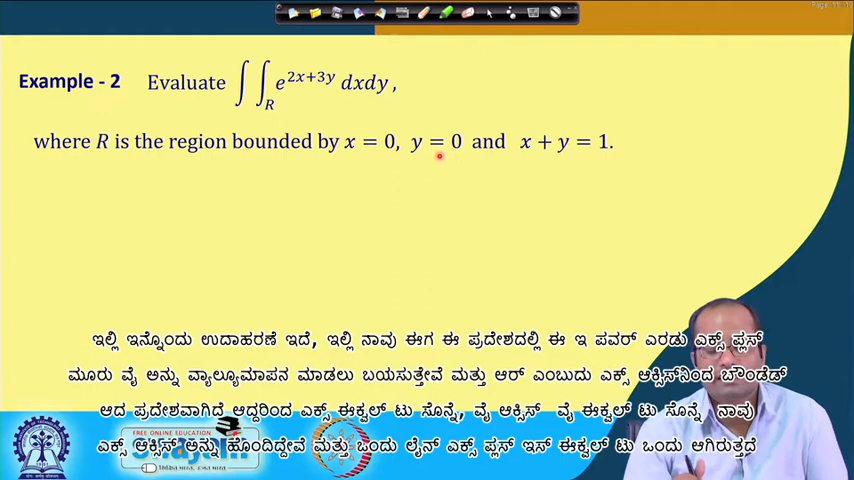 Page 11 / 15
Example - 2 Evaluate ∫∫_R e^{2x+3y} dxdy,
where R is the region bounded by x = 0, y = 0 and x + y = 1.
ಇಲ್ಲಿ ಇನ್ನೊಂದು ಉದಾಹರಣೆ ಇದೆ, ಇಲ್ಲಿ ನಾವು ಈಗ ಈ ಪ್ರದೇಶದಲ್ಲಿ ಈ ಇ ಪವರ್ ಎರಡು ಎಕ್ಸ್ ಪ್ಲಸ್
ಮೂರು ವೈ ಅನ್ನು ವ್ಯಾಲ್ಯೂಮಾಪನ ಮಾಡಲು ಬಯಸುತ್ತೇವೆ ಮತ್ತು ಆರ್ ಎಂಬುದು ಎಕ್ಸ್ ಆಕ್ಸಿಸ್‌ನಿಂದ ಬೌಂಡೆಡ್
ಆದ ಪ್ರದೇಶವಾಗಿದೆ ಆದ್ದರಿಂದ ಎಕ್ಸ್ ಈಕ್ವಲ್ ಟು ಸೊನ್ನೆ, ವೈ ಆಕ್ಸಿಸ್ ವೈ ಈಕ್ವಲ್ ಟು ಸೊನ್ನೆ ನಾವು
ಎಕ್ಸ್ ಆಕ್ಸಿಸ್ ಅನ್ನು ಹೊಂದಿದ್ದೇವೆ ಮತ್ತು ಒಂದು ಲೈನ್ ಎಕ್ಸ್ ಪ್ಲಸ್ ಇಸ್ ಈಕ್ವಲ್ ಟು ಒಂದು ಆಗಿರುತ್ತದೆ
FREE ONLINE EDUCATION